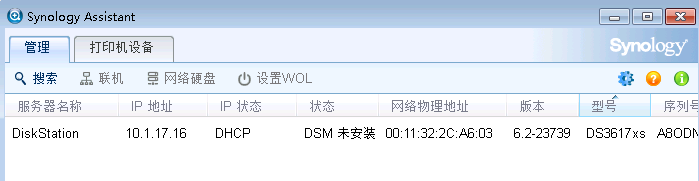 Synology Assistant
管理 打印机设备 Synology
搜索 联机 网络硬盘 设置WOL
服务器名称 IP 地址 IP 状态 状态 网络物理地址 版本 型号 序列号
DiskStation 10.1.17.16 DHCP DSM 未安装 00:11:32:2C:A6:03 6.2-23739 DS3617xs A8ODN